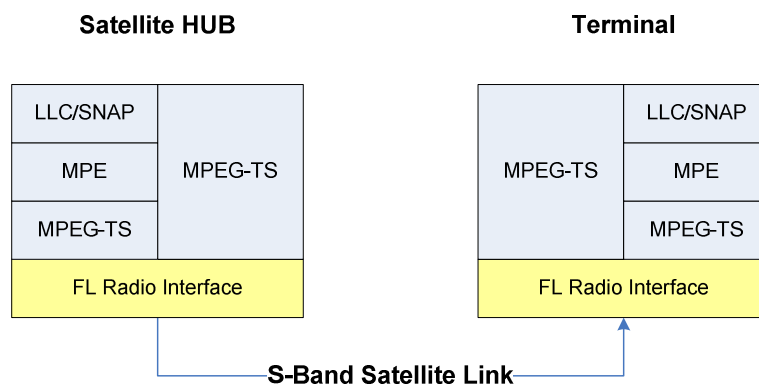 Satellite HUB
LLC/SNAP
MPE
MPEG-TS
MPEG-TS
FL Radio Interface
Terminal
MPEG-TS
LLC/SNAP
MPE
MPEG-TS
FL Radio Interface
S-Band Satellite Link